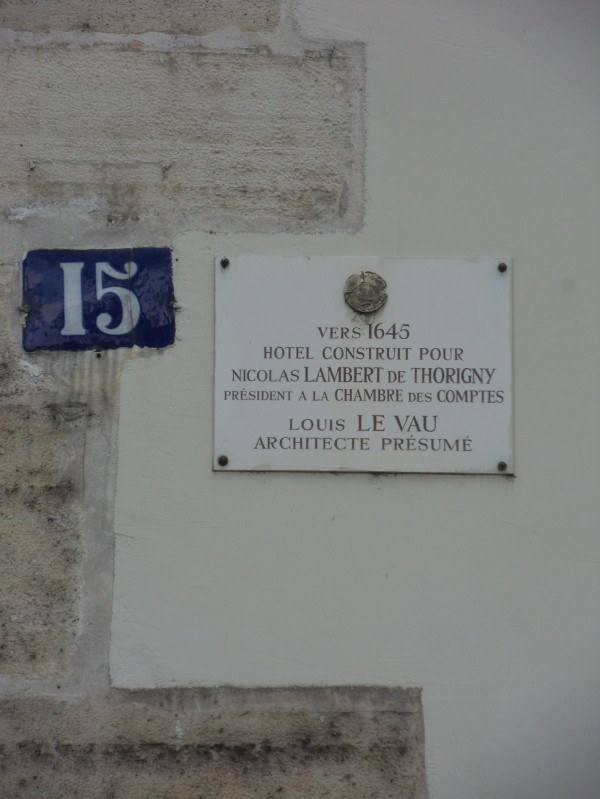 15
VERS 1645
HOTEL CONSTRUIT POUR
NICOLAS LAMBERT DE THORIGNY
PRÉSIDENT A LA CHAMBRE DES COMPTES
LOUIS LE VAU
ARCHITECTE PRÉSUMÉ